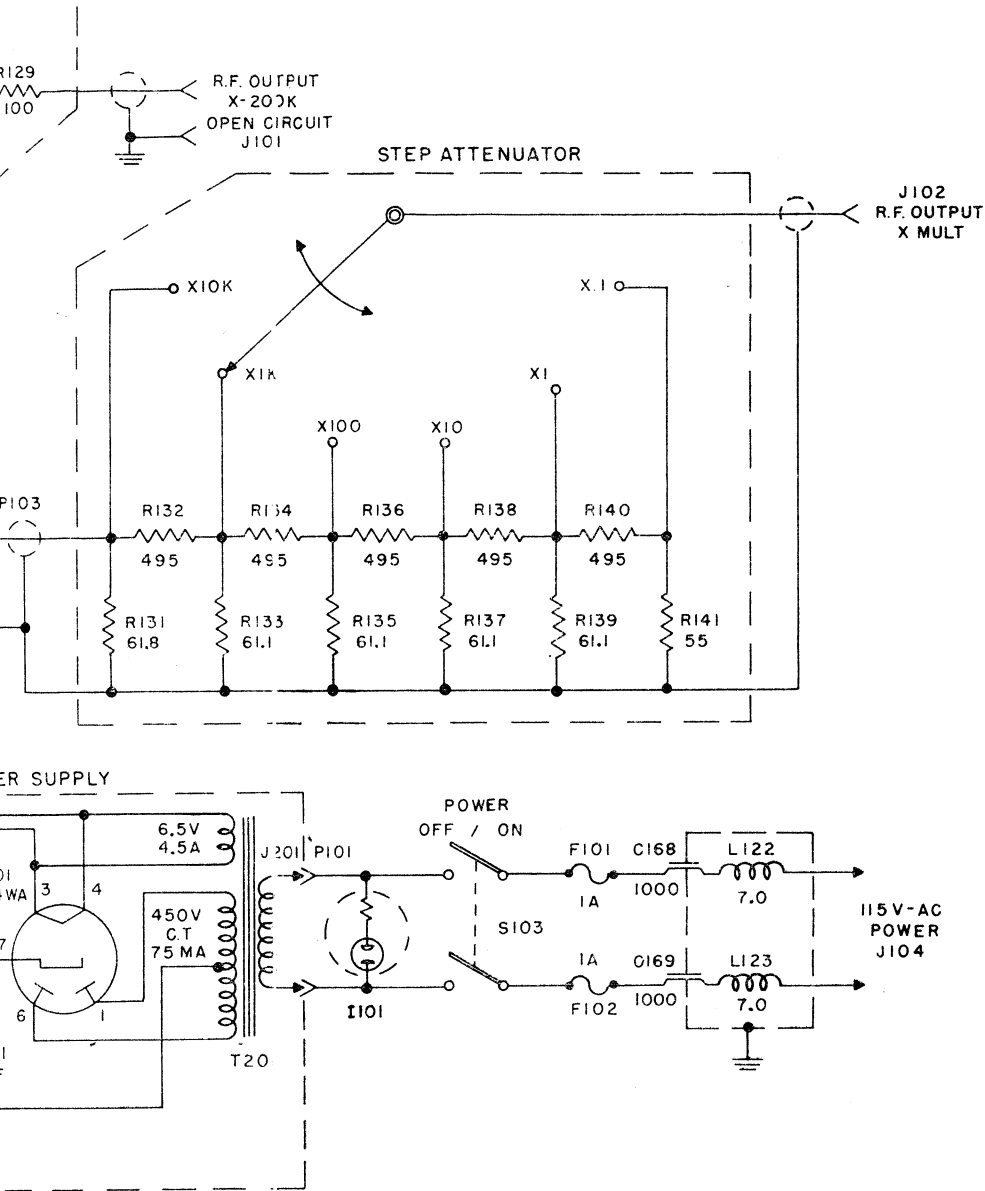 R129
100
R.F. OUTPUT
X-200K
OPEN CIRCUIT
J101
STEP ATTENUATOR
J102
R.F. OUTPUT
X MULT
X10K
X.1
X1K
X1
X100
X10
P103
R132
R134
R136
R138
R140
495
495
495
495
495
R131
61.8
R133
61.1
R135
61.1
R137
61.1
R139
61.1
R141
55
ER SUPPLY
6.5V
4.5A
J201
P101
POWER
OFF / ON
F101
1A
C168
1000
L122
7.0
3
4
WA
450V
C.T
75 MA
S103
115V-AC
POWER
J104
7
6
1
I101
1A
F102
C169
1000
L123
7.0
T20